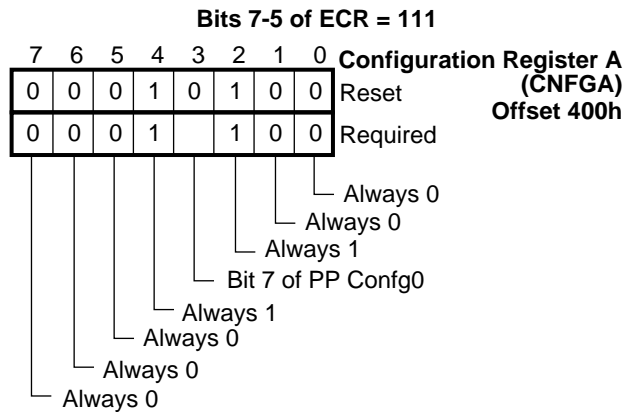 Bits 7-5 of ECR = 111
7 6 5 4 3 2 1 0 Configuration Register A
(CNFGA)
Offset 400h
0 0 0 1 0 1 0 0 Reset
0 0 0 1 1 0 0 Required
Always 0
Always 0
Always 1
Bit 7 of PP Confg0
Always 1
Always 0
Always 0
Always 0